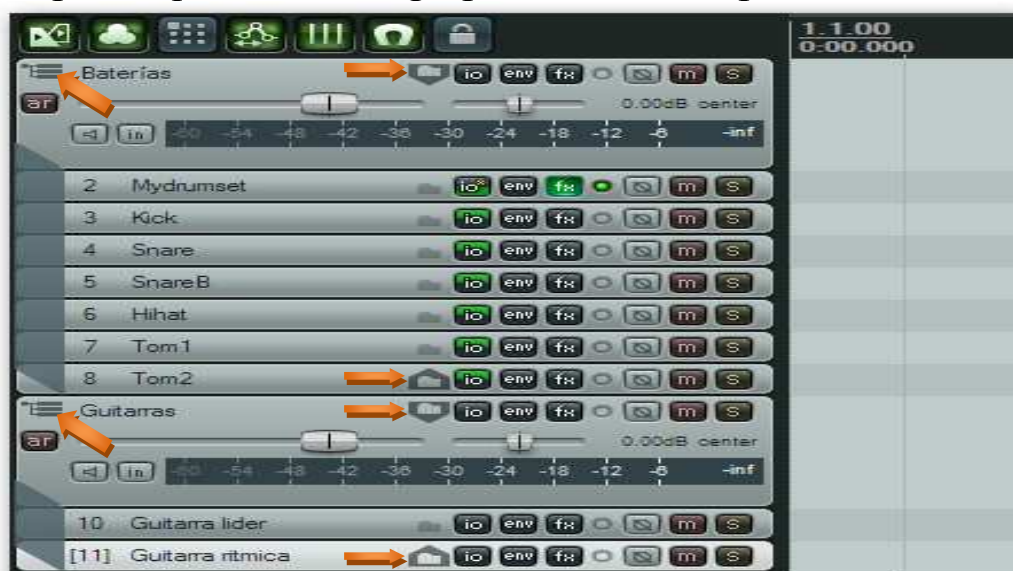 1.1.00
0:00.000
Baterías io env fx m s
ar 0.00dB center
in -60 -54 -48 -42 -36 -30 -24 -18 -12 -6 -inf
2 Mydrumset io* env fx m s
3 Kick io env fx m s
4 Snare io env fx m s
5 SnareB io env fx m s
6 Hihat io env fx m s
7 Tom1 io env fx m s
8 Tom2 io env fx m s
Guitarras io env fx m s
ar 0.00dB center
in -60 -54 -48 -42 -36 -30 -24 -18 -12 -6 -inf
10 Guitarra lider io env fx m s
[11] Guitarra ritmica io env fx m s